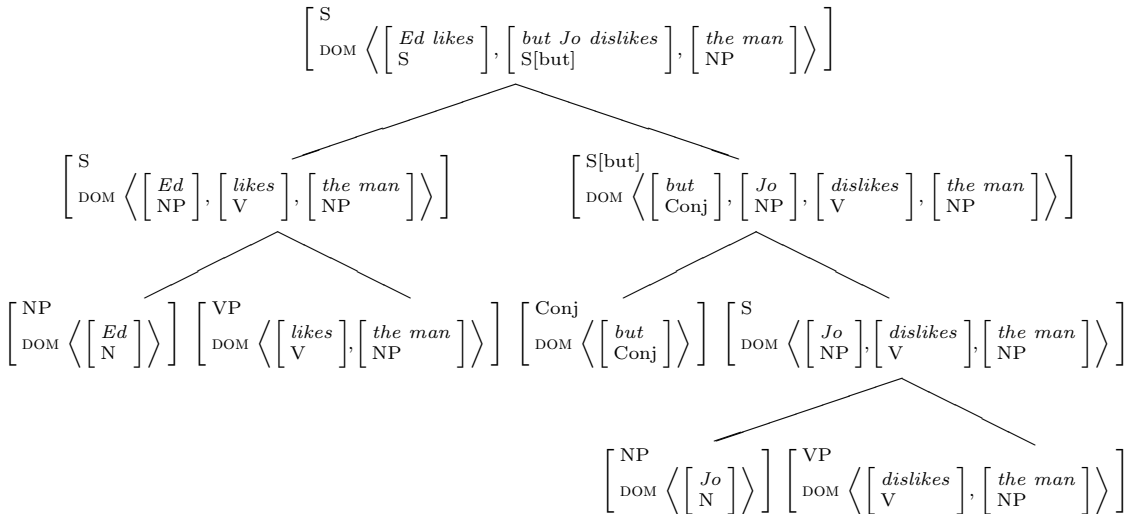 S
DOM ⟨[Ed likes S], [but Jo dislikes S[but]], [the man NP]⟩
S
DOM ⟨[Ed NP], [likes V], [the man NP]⟩
S[but]
DOM ⟨[but Conj], [Jo NP], [dislikes V], [the man NP]⟩
NP
DOM ⟨[Ed N]⟩
VP
DOM ⟨[likes V], [the man NP]⟩
Conj
DOM ⟨[but Conj]⟩
S
DOM ⟨[Jo NP], [dislikes V], [the man NP]⟩
NP
DOM ⟨[Jo N]⟩
VP
DOM ⟨[dislikes V], [the man NP]⟩